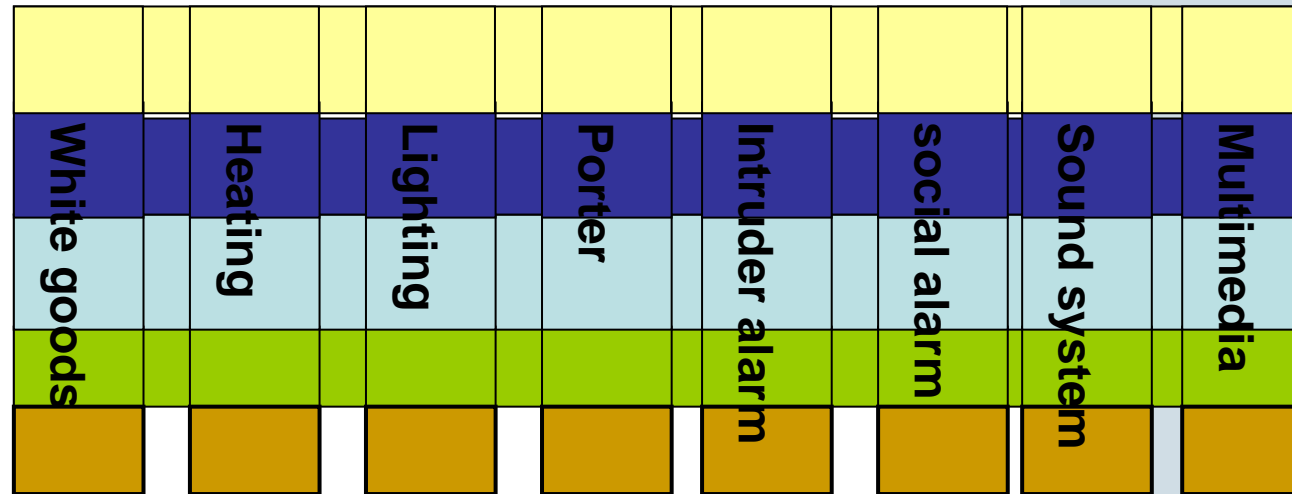 White goods
Heating
Lighting
Porter
Intruder alarm
social alarm
Sound system
Multimedia